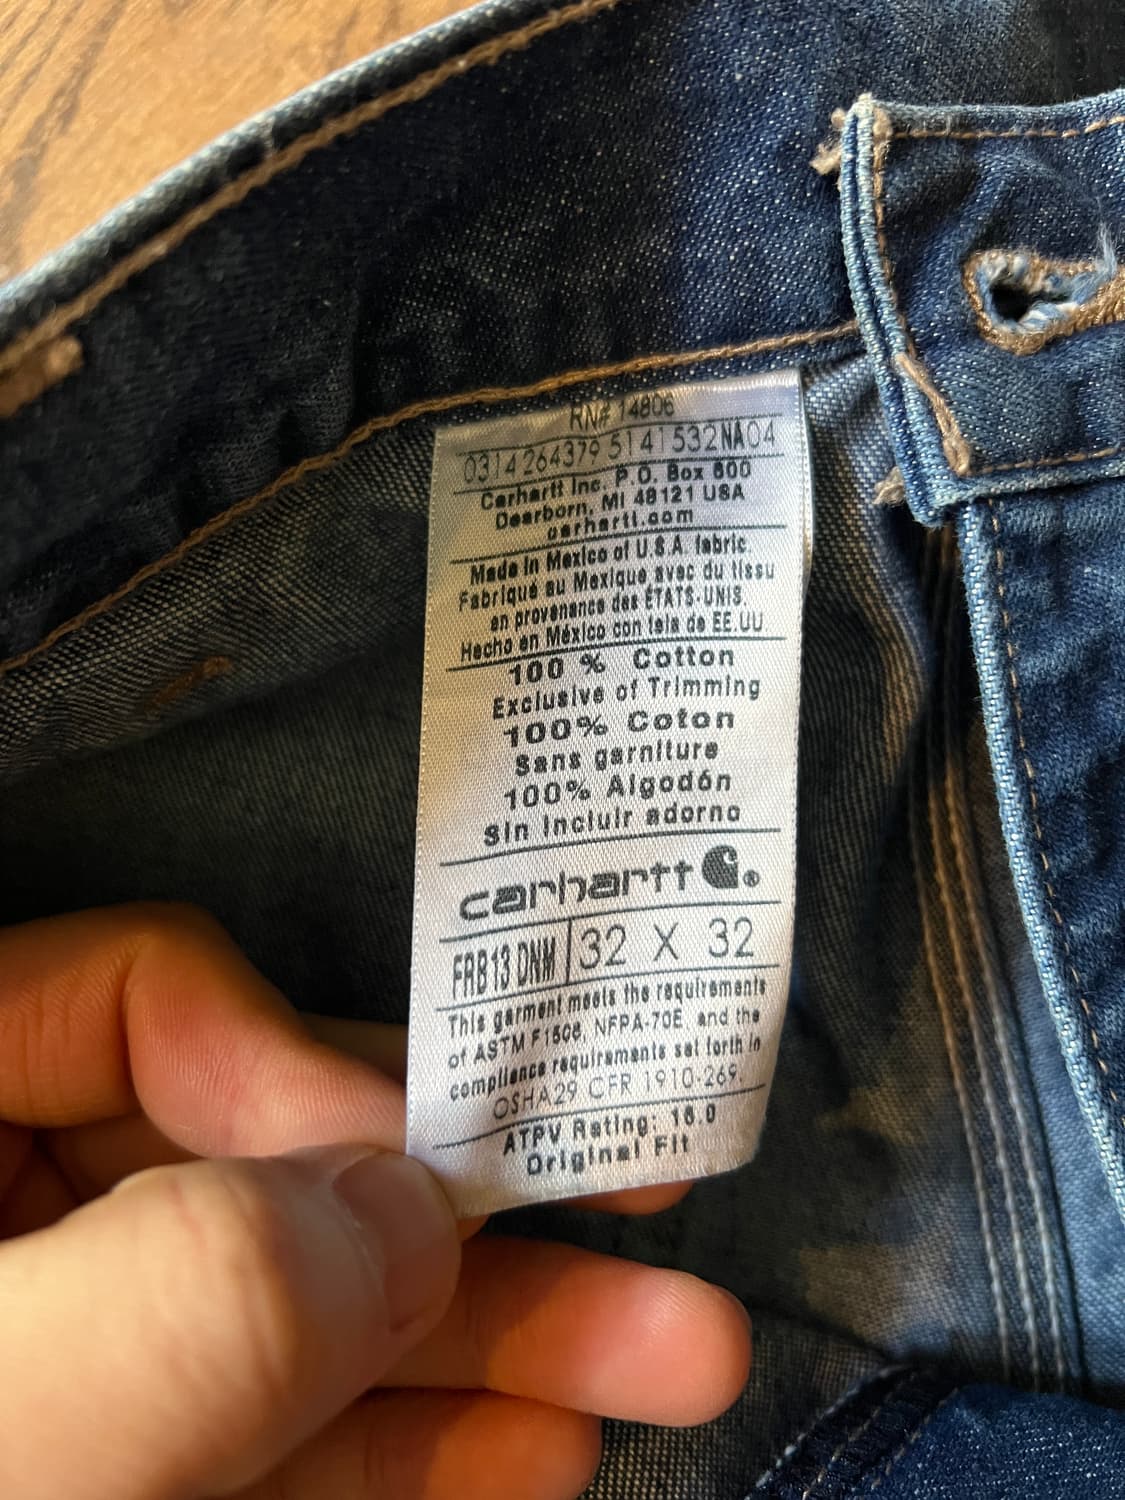 RN# 14806
0314264379 5141532NA04
Carhartt Inc. P.O. Box 600
Dearborn, MI 48121 USA
carhartt.com
Made in Mexico of U.S.A. fabric.
Fabriqué au Mexique avec du tissu
en provenance des ÉTATS-UNIS.
Hecho en México con tela de EE.UU
100 % Cotton
Exclusive of Trimming
100% Coton
Sans garniture
100% Algodón
Sin incluir adorno
carhartt ®
FRB13 DNM 32 X 32
This garment meets the requirements
of ASTM F1506, NFPA-70E, and the
compliance requirements set forth in
OSHA29 CFR 1910-269.
ATPV Rating: 16.0
Original Fit